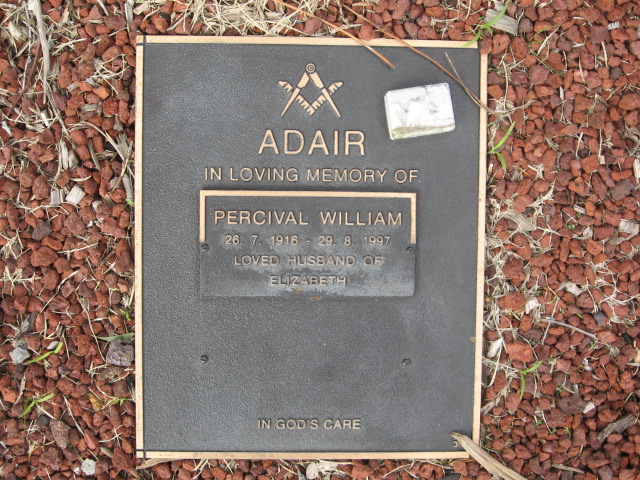 ADAIR
IN LOVING MEMORY OF
PERCIVAL WILLIAM
26. 7. 1916 - 29. 8. 1997
LOVED HUSBAND OF
ELIZABETH
IN GOD'S CARE